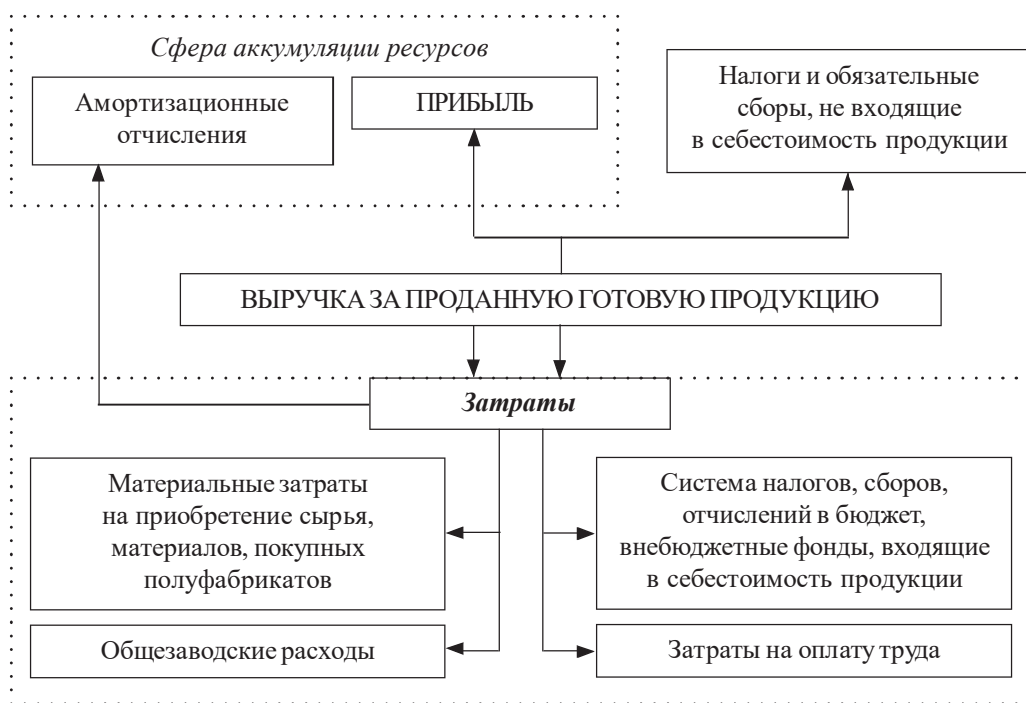 Сфера аккумуляции ресурсов
Амортизационные
отчисления
ПРИБЫЛЬ
Налоги и обязательные
сборы, не входящие
в себестоимость продукции
ВЫРУЧКА ЗА ПРОДАННУЮ ГОТОВУЮ ПРОДУКЦИЮ
Затраты
Материальные затраты
на приобретение сырья,
материалов, покупных
полуфабрикатов
Система налогов, сборов,
отчислений в бюджет,
внебюджетные фонды, входящие
в себестоимость продукции
Общезаводские расходы
Затраты на оплату труда